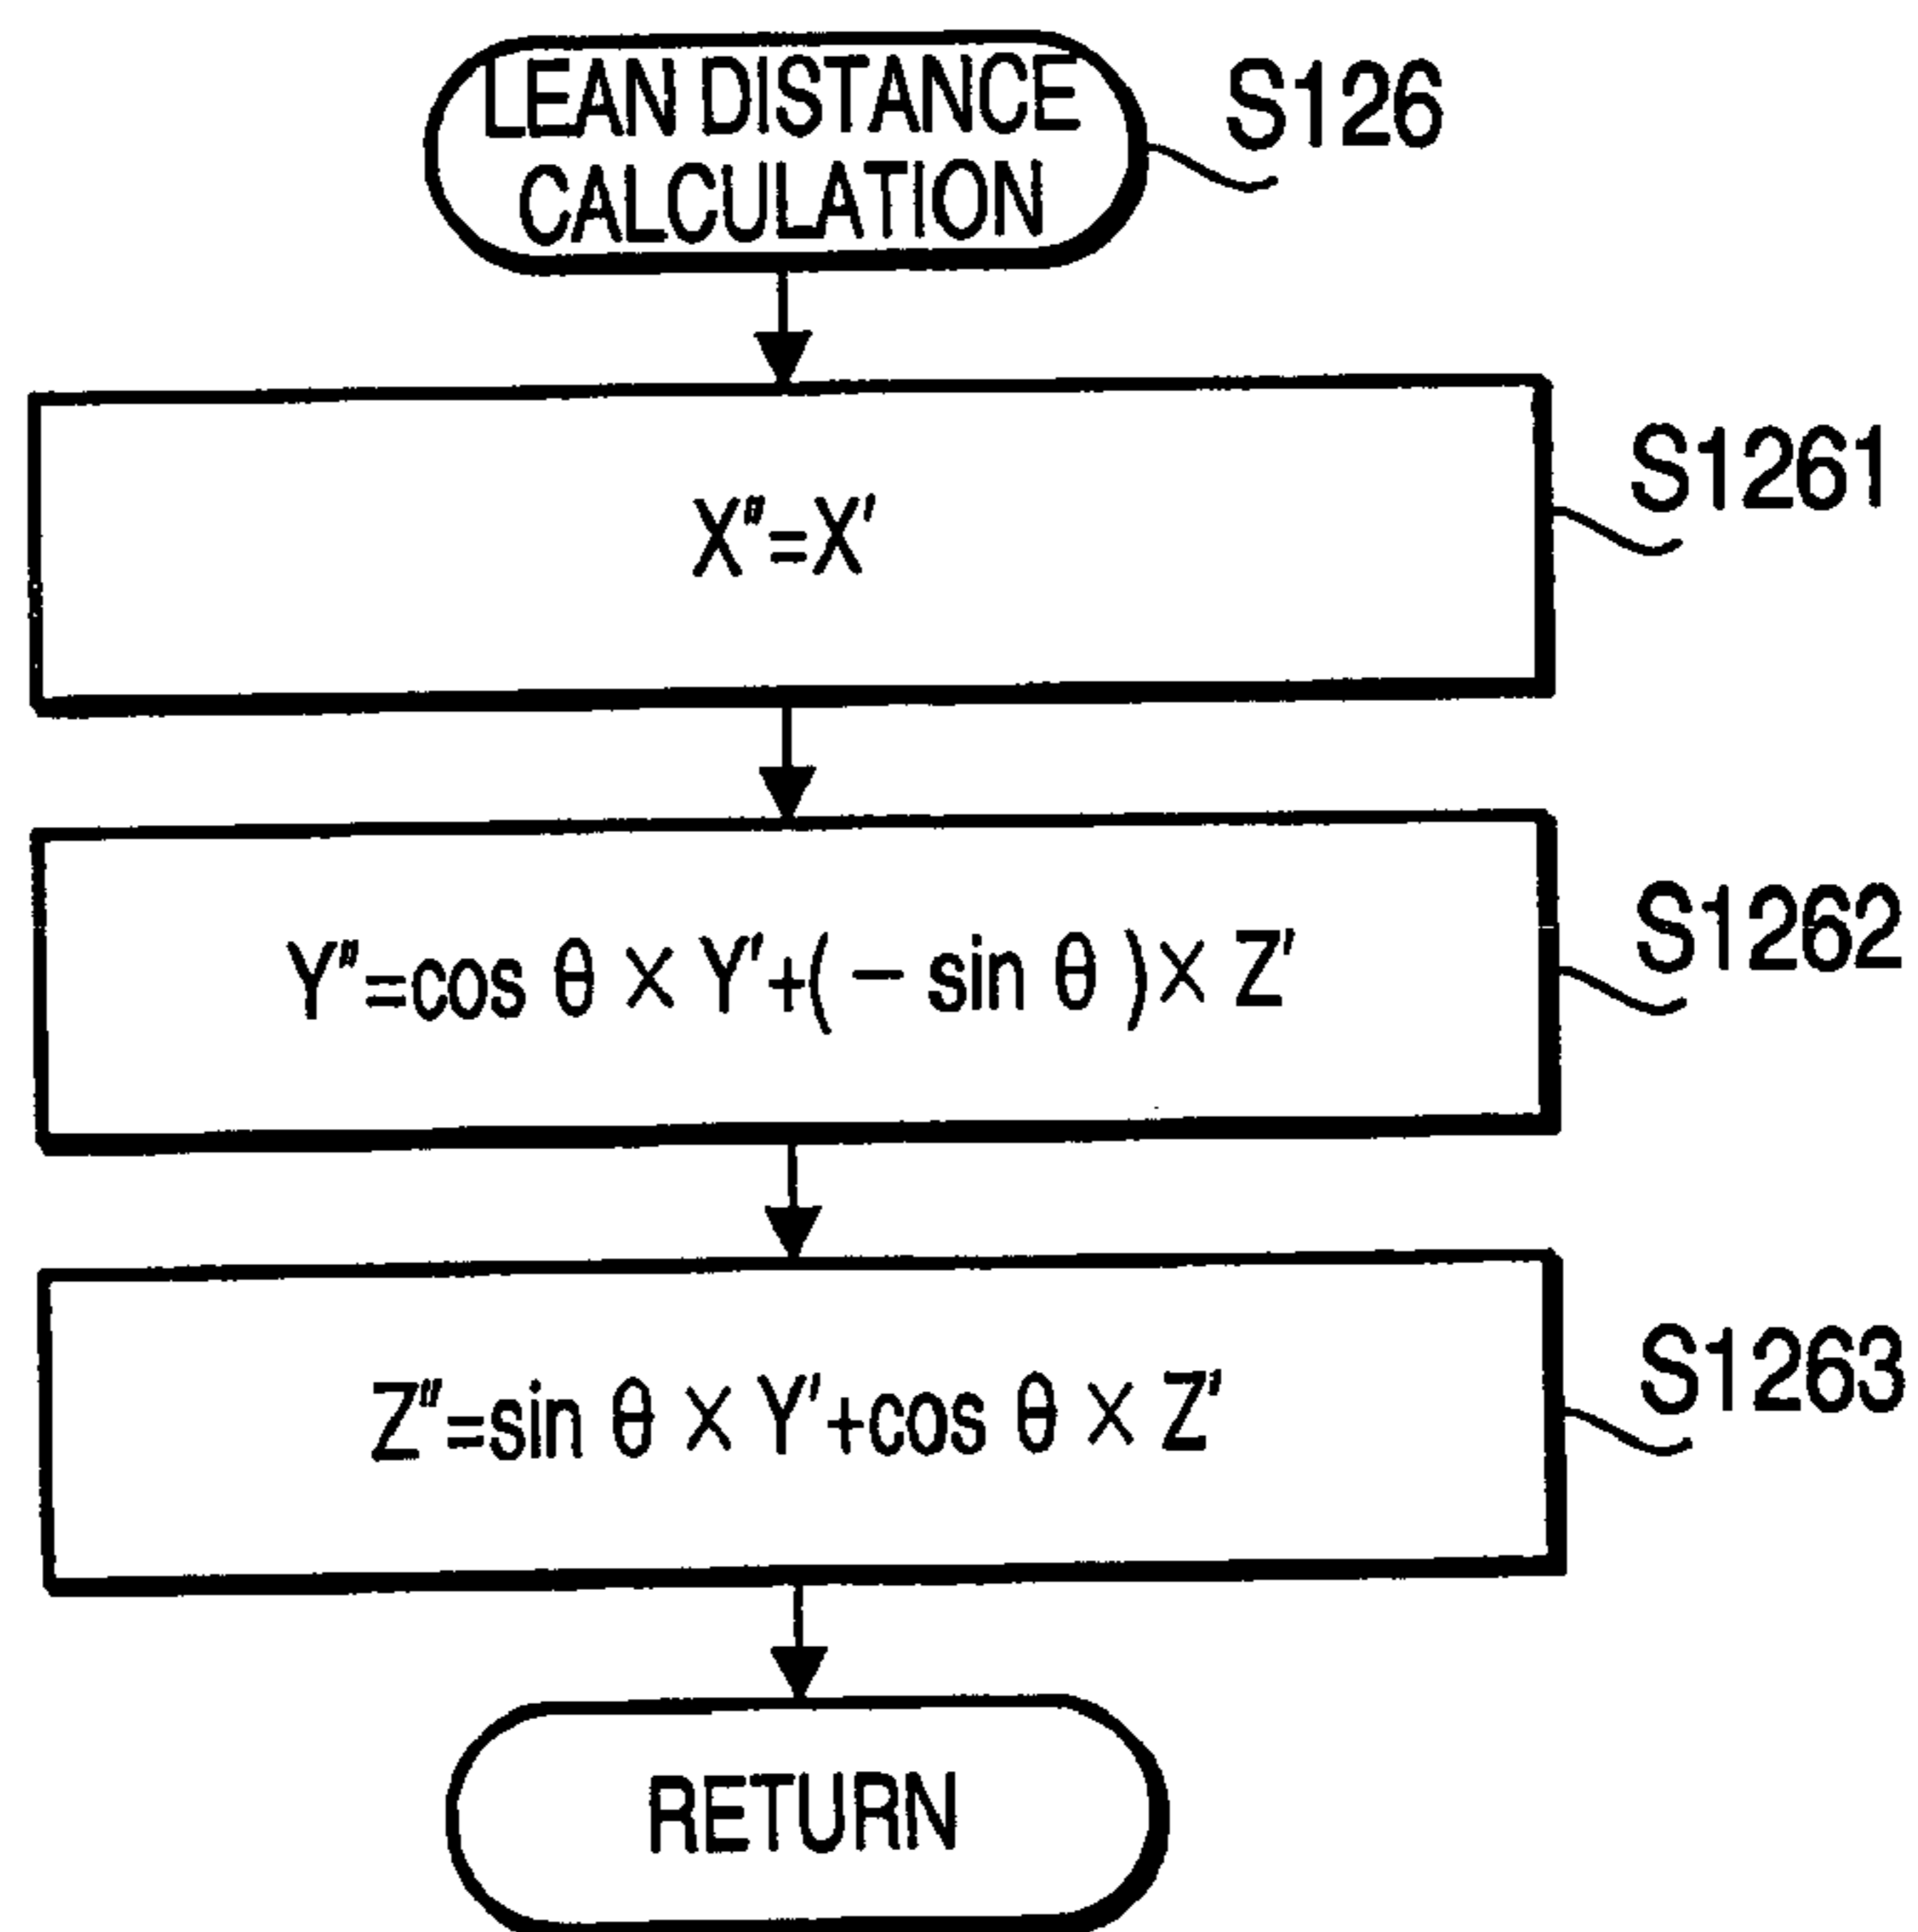 LEAN DISTANCE
CALCULATION
S126
X"=X'
S1261
Y"=cos θ × Y'+(− sin θ )× Z'
S1262
Z"=sin θ × Y'+cos θ × Z'
S1263
RETURN